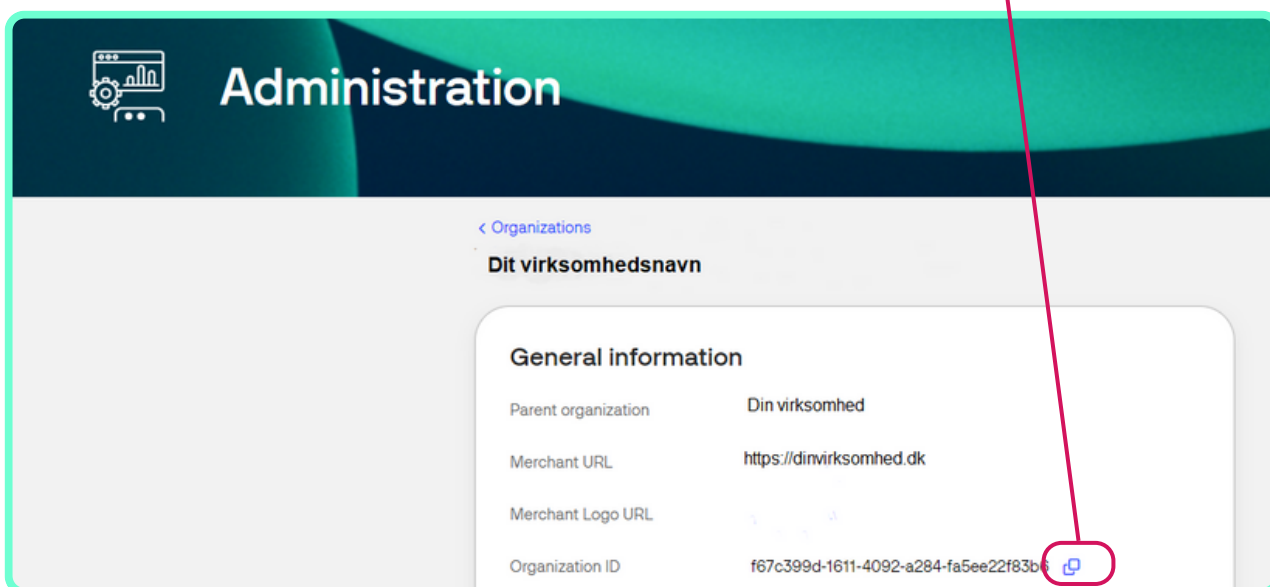 Administration
< Organizations
Dit virksomhedsnavn
General information
Parent organization Din virksomhed
Merchant URL https://dinvirksomhed.dk
Merchant Logo URL
Organization ID f67c399d-1611-4092-a284-fa5ee22f83b6